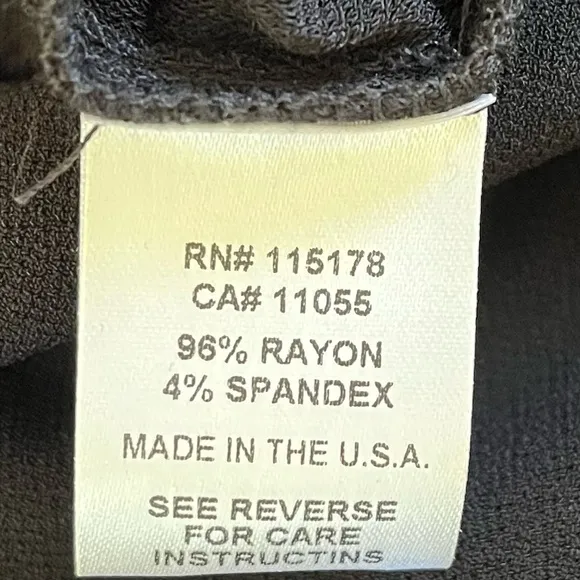 RN# 115178
CA# 11055
96% RAYON
4% SPANDEX
MADE IN THE U.S.A.
SEE REVERSE
FOR CARE
INSTRUCTINS